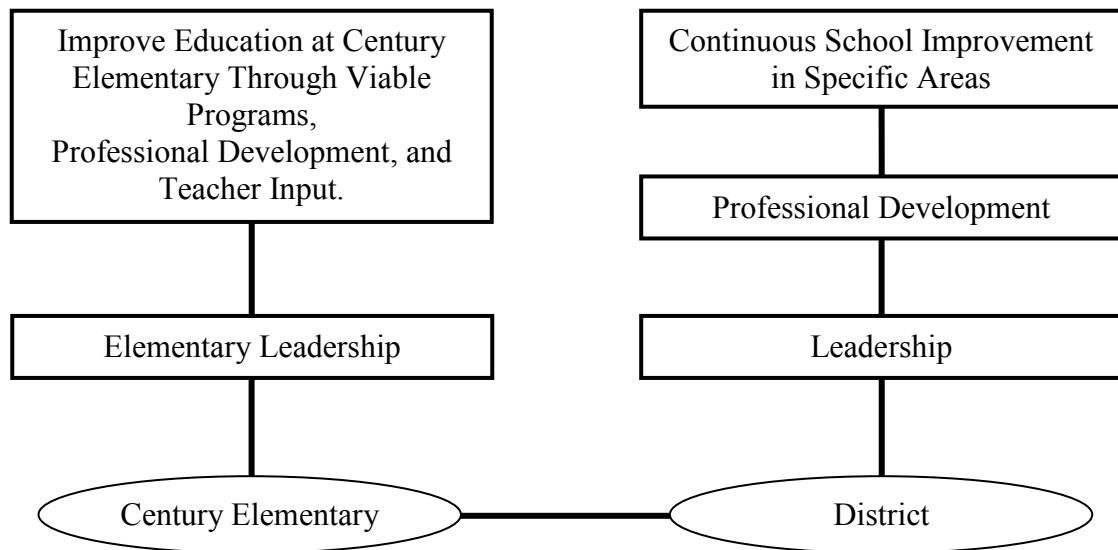 Improve Education at Century
Elementary Through Viable
Programs,
Professional Development, and
Teacher Input.
Elementary Leadership
Century Elementary
Continuous School Improvement
in Specific Areas
Professional Development
Leadership
District